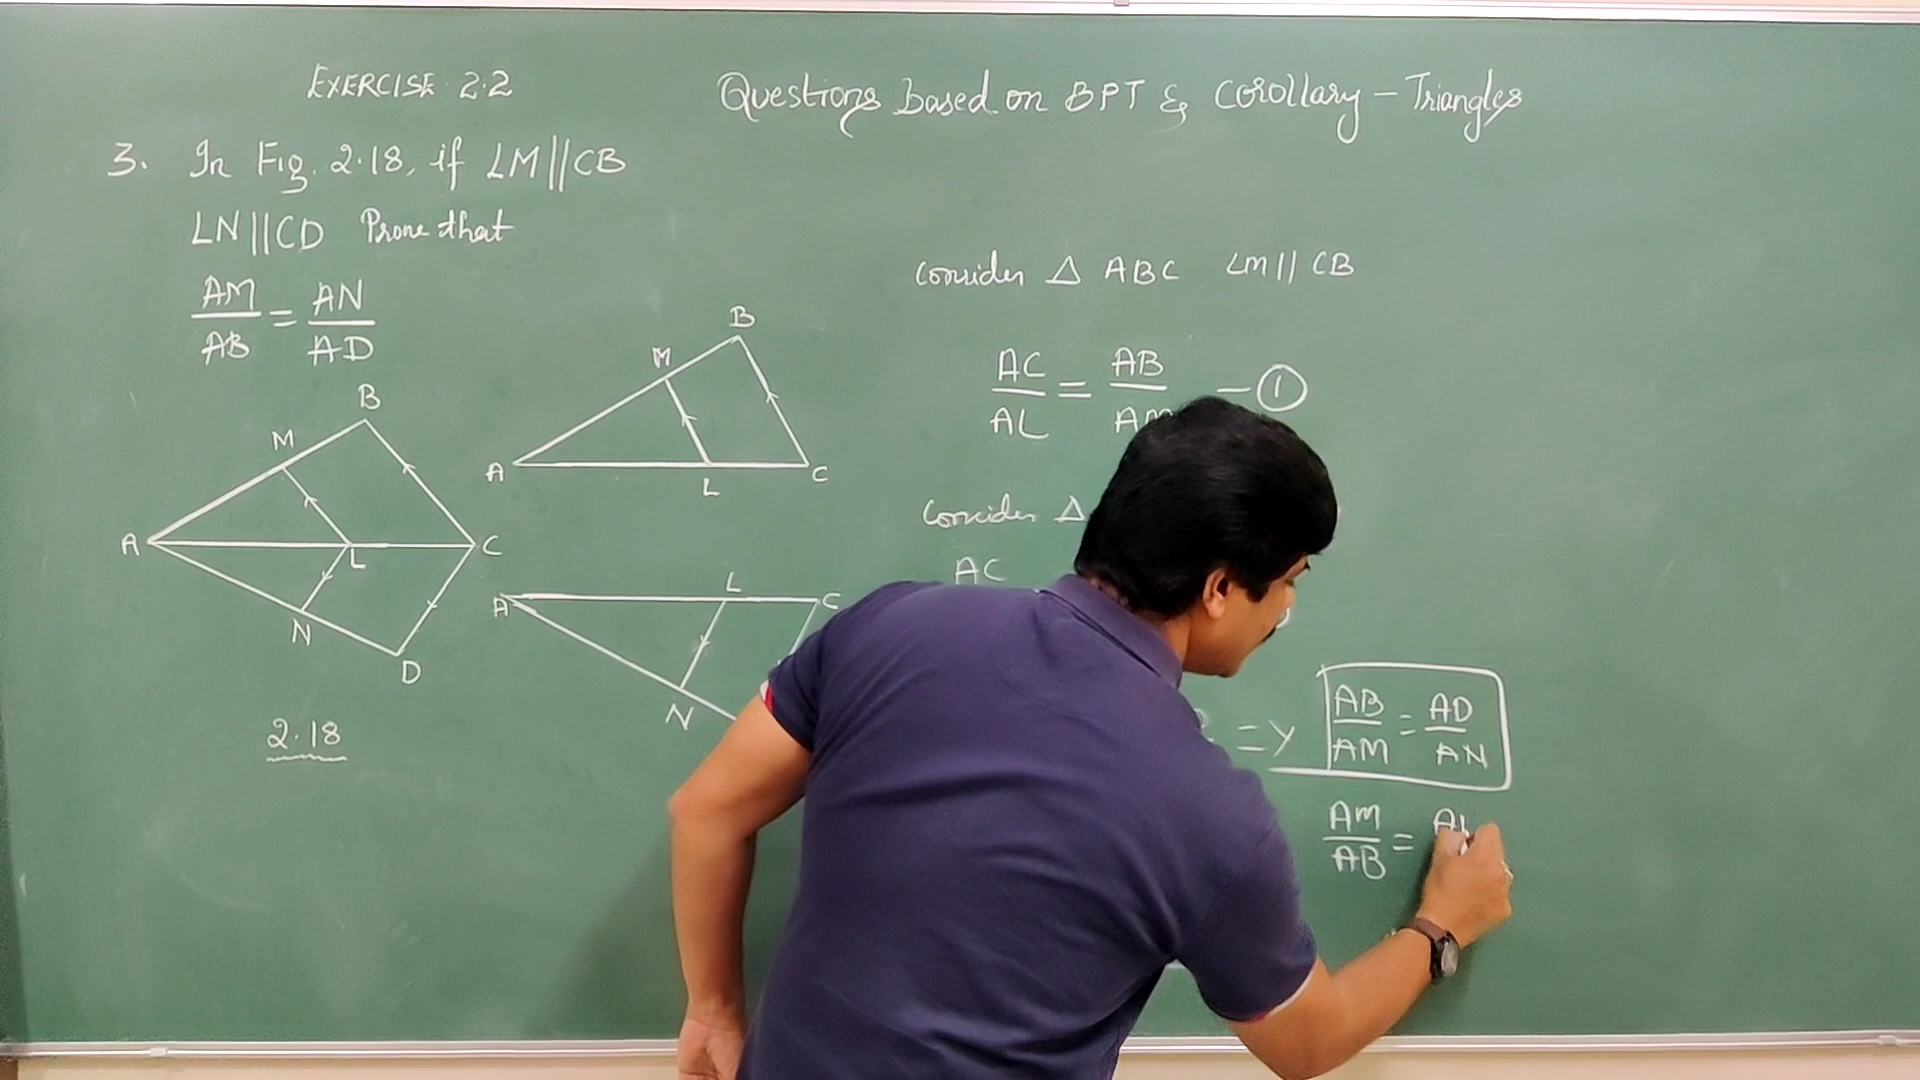 EXERCISE 2.2
Questions based on BPT & Corollary - Triangles
3. In Fig. 2.18, if LM||CB
LN||CD Prove that
AM/AB = AN/AD
B
M
A
L
C
N
D
2.18
B
M
A
L
C
A
L
C
N
Consider △ ABC LM || CB
AC/AL = AB/AM - ①
Consider △
AC
=> AB/AM = AD/AN
AM/AB =